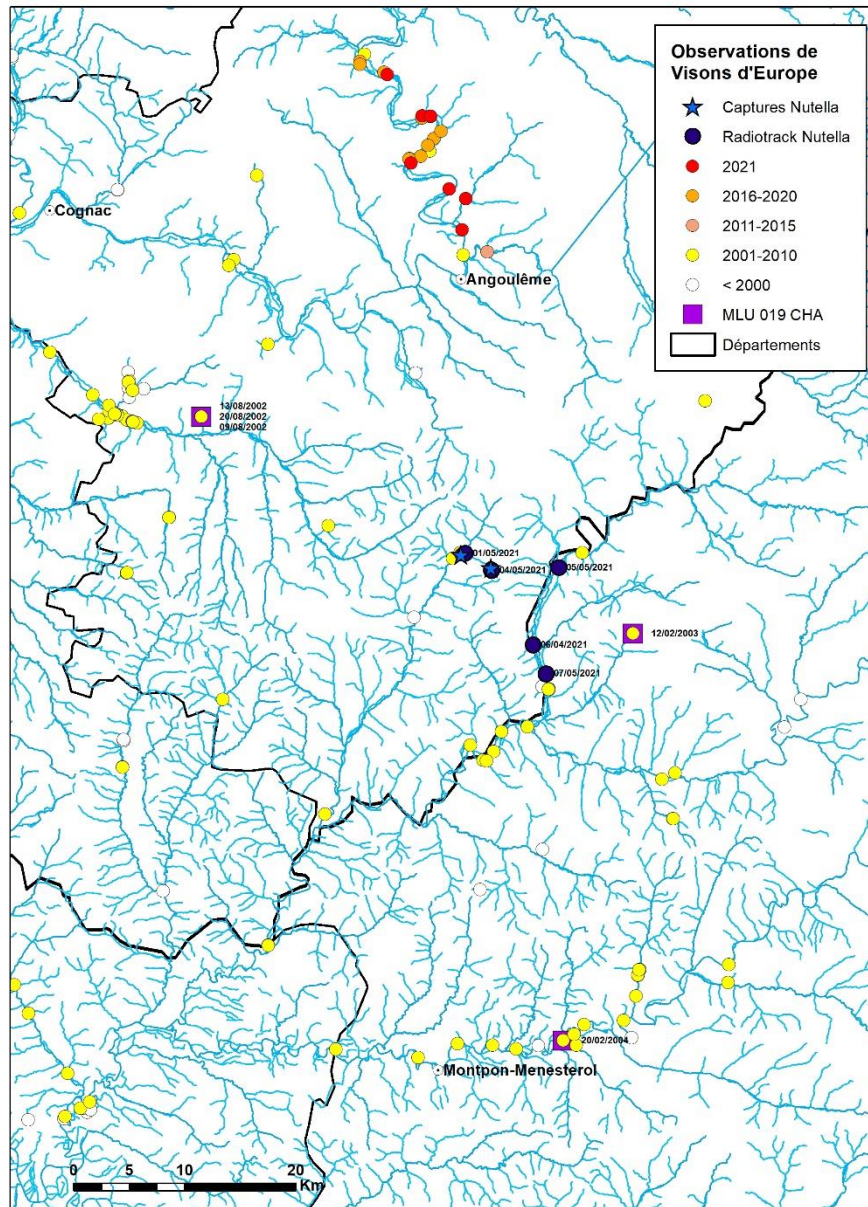 Observations de
Visons d'Europe
Captures Nutella
Radiotrack Nutella
2021
2016-2020
2011-2015
2001-2010
< 2000
MLU 019 CHA
Départements
Cognac
Angoulême
13/08/2002
20/08/2002
09/08/2002
01/05/2021
04/05/2021
05/05/2021
12/02/2003
06/04/2021
07/05/2021
20/02/2004
Montpon-Menesterol
0 5 10 20
Km